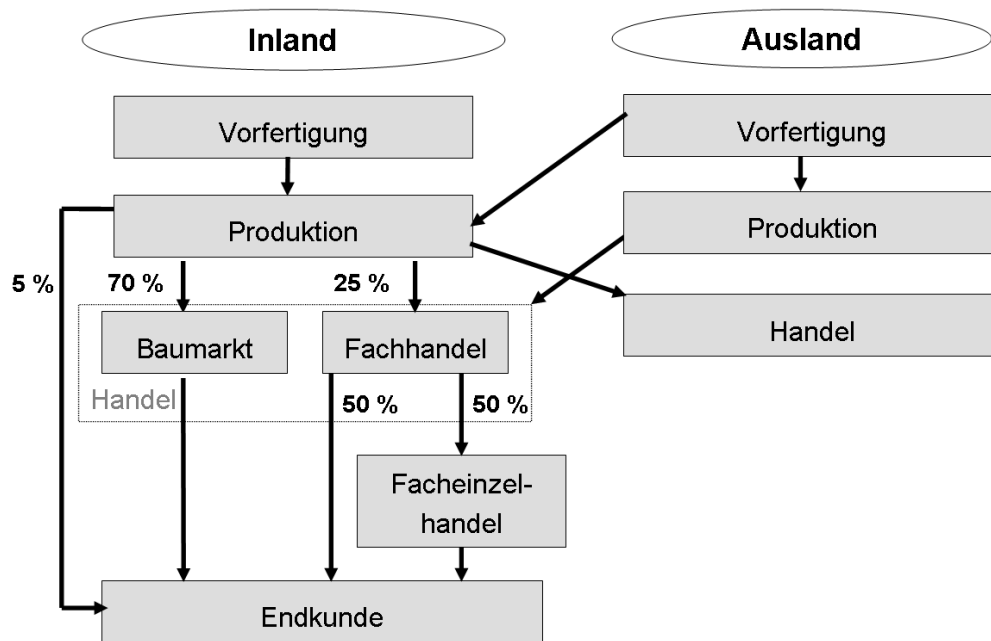 Inland
Ausland
Vorfertigung
Vorfertigung
Produktion
Produktion
5 %
70 %
25 %
Baumarkt
Fachhandel
Handel
Handel
50 %
50 %
Facheinzel-
handel
Endkunde